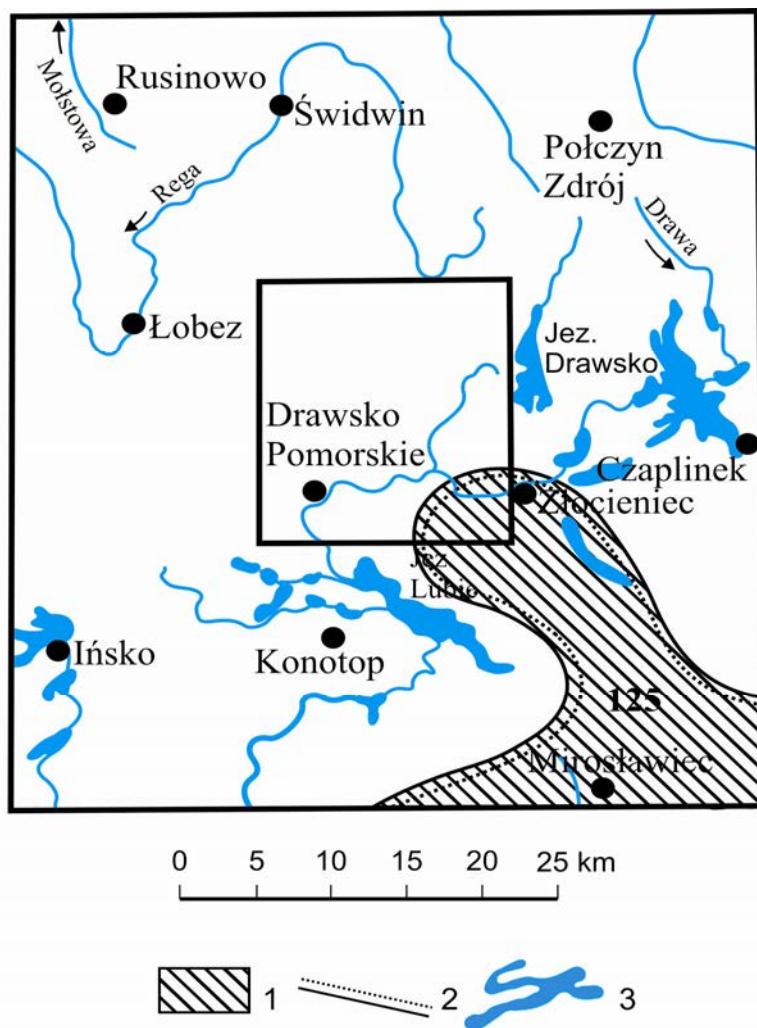 Mołstowa
Rusinowo
Świdwin
Rega
Połczyn
Zdrój
Drawa
Łobez
Jez.
Drawsko
Drawsko
Pomorskie
Czaplinek
Złocieniec
Jez
Lubie
Ińsko
Konotop
125
Mirosławiec
0 5 10 15 20 25 km
1 2 3